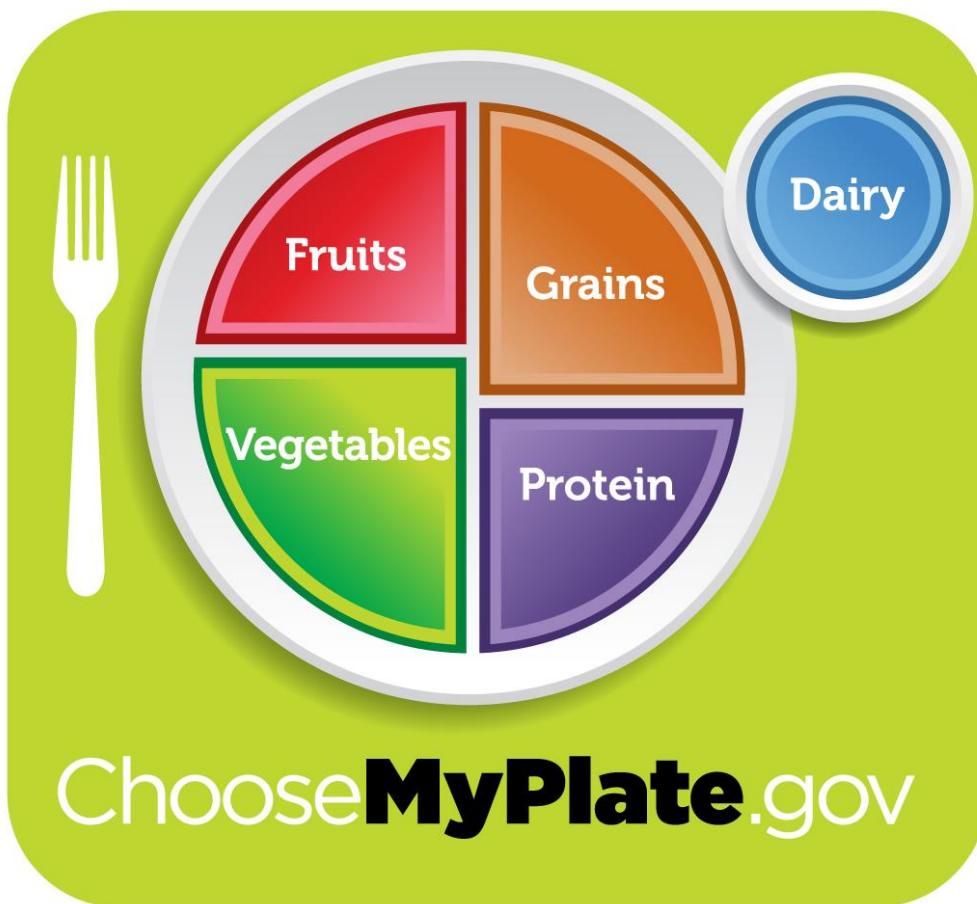 Dairy
Fruits
Grains
Vegetables
Protein
ChooseMyPlate.gov